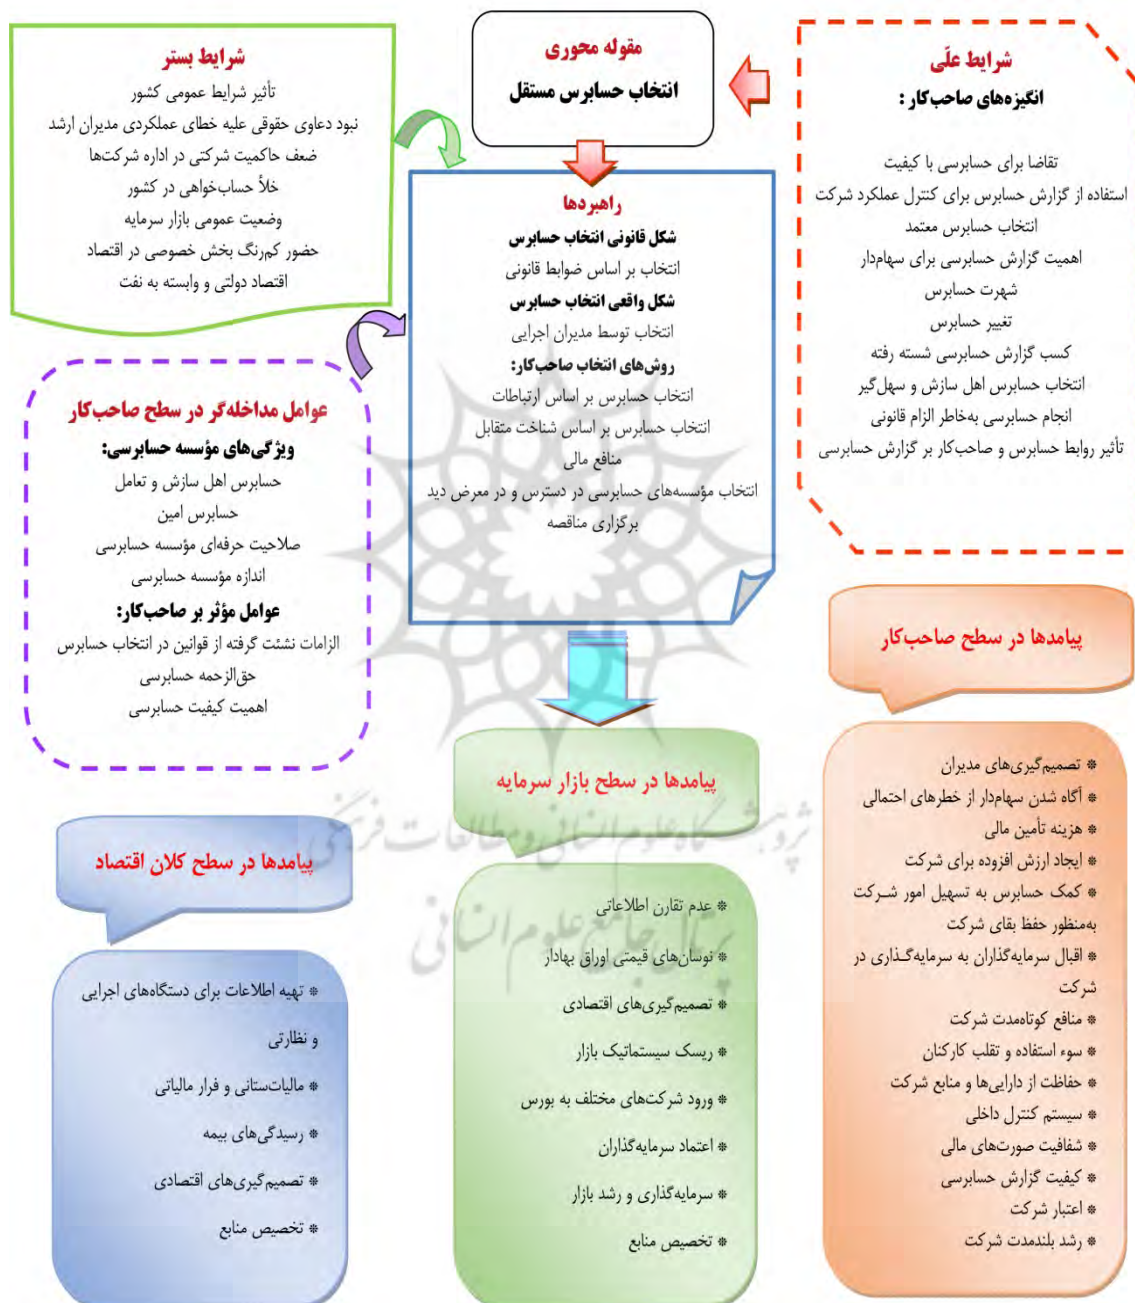 شرایط علّی
انگیزه‌های صاحب‌کار :
تقاضا برای حسابرسی با کیفیت
استفاده از گزارش حسابرس برای کنترل عملکرد شرکت
انتخاب حسابرس معتمد
اهمیت گزارش حسابرسی برای سهام‌دار
شهرت حسابرس
تغییر حسابرس
کسب گزارش حسابرسی شسته رفته
انتخاب حسابرس اهل سازش و سهل‌گیر
انجام حسابرسی به‌خاطر الزام قانونی
تأثیر روابط حسابرس و صاحب‌کار بر گزارش حسابرسی
مقوله محوری
انتخاب حسابرس مستقل
شرایط بستر
تأثیر شرایط عمومی کشور
نبود دعاوی حقوقی علیه خطای عملکردی مدیران ارشد
ضعف حاکمیت شرکتی در اداره شرکت‌ها
خلأ حساب‌خواهی در کشور
وضعیت عمومی بازار سرمایه
حضور کم‌رنگ بخش خصوصی در اقتصاد
اقتصاد دولتی و وابسته به نفت
راهبردها
شکل قانونی انتخاب حسابرس
انتخاب بر اساس ضوابط قانونی
شکل واقعی انتخاب حسابرس
انتخاب توسط مدیران اجرایی
روش‌های انتخاب صاحب‌کار:
انتخاب حسابرس بر اساس ارتباطات
انتخاب حسابرس بر اساس شناخت متقابل
منافع مالی
انتخاب مؤسسه‌های حسابرسی در دسترس و در معرض دید
برگزاری مناقصه
عوامل مداخله‌گر در سطح صاحب‌کار
ویژگی‌های مؤسسه حسابرسی:
حسابرس اهل سازش و تعامل
حسابرس امین
صلاحیت حرفه‌ای مؤسسه حسابرسی
اندازه مؤسسه حسابرسی
عوامل مؤثر بر صاحب‌کار:
الزامات نشئت گرفته از قوانین در انتخاب حسابرس
حق‌الزحمه حسابرسی
اهمیت کیفیت حسابرسی
پیامدها در سطح صاحب‌کار
* تصمیم‌گیری‌های مدیران
* آگاه شدن سهام‌دار از خطرهای احتمالی
* هزینه تأمین مالی
* ایجاد ارزش افزوده برای شرکت
* کمک حسابرس به تسهیل امور شرکت
به‌منظور حفظ بقای شرکت
* اقبال سرمایه‌گذاران به سرمایه‌گذاری در
شرکت
* منافع کوتاه‌مدت شرکت
* سوء استفاده و تقلب کارکنان
* حفاظت از دارایی‌ها و منابع شرکت
* سیستم کنترل داخلی
* شفافیت صورت‌های مالی
* کیفیت گزارش حسابرسی
* اعتبار شرکت
* رشد بلندمدت شرکت
پیامدها در سطح بازار سرمایه
* عدم تقارن اطلاعاتی
* نوسان‌های قیمتی اوراق بهادار
* تصمیم‌گیری‌های اقتصادی
* ریسک سیستماتیک بازار
* ورود شرکت‌های مختلف به بورس
* اعتماد سرمایه‌گذاران
* سرمایه‌گذاری و رشد بازار
* تخصیص منابع
پیامدها در سطح کلان اقتصاد
* تهیه اطلاعات برای دستگاه‌های اجرایی
و نظارتی
* مالیات‌ستانی و فرار مالیاتی
* رسیدگی‌های بیمه
* تصمیم‌گیری‌های اقتصادی
* تخصیص منابع
پژوهشگاه علوم انسانی و مطالعات فرهنگی
پرتال جامع علوم انسانی